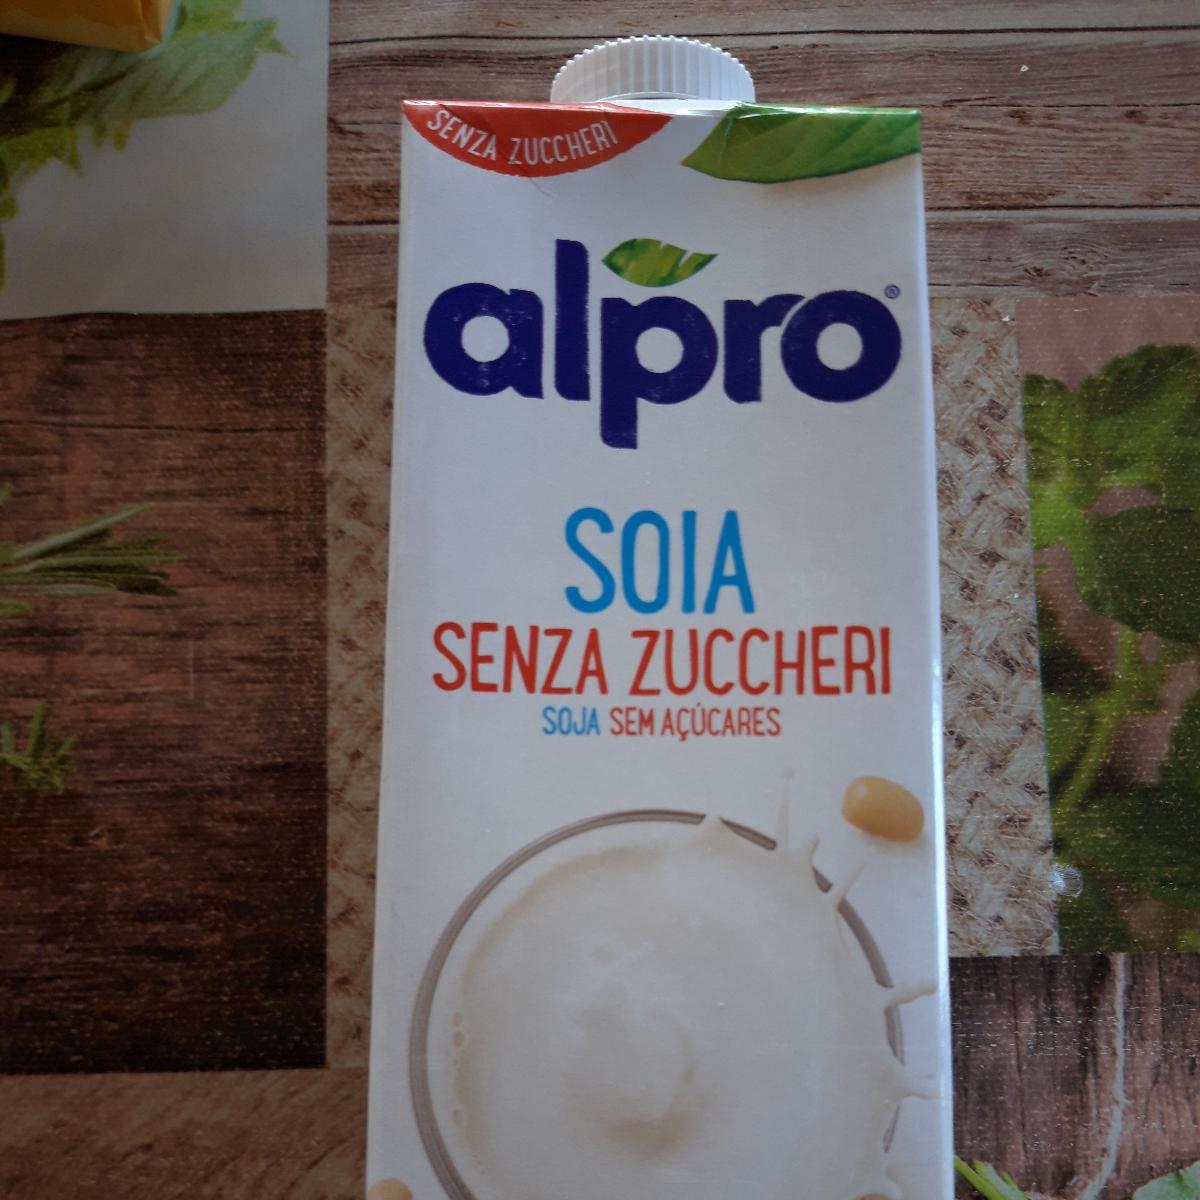 SENZA ZUCCHERI
alpro®
SOIA
SENZA ZUCCHERI
SOJA SEM AÇÚCARES